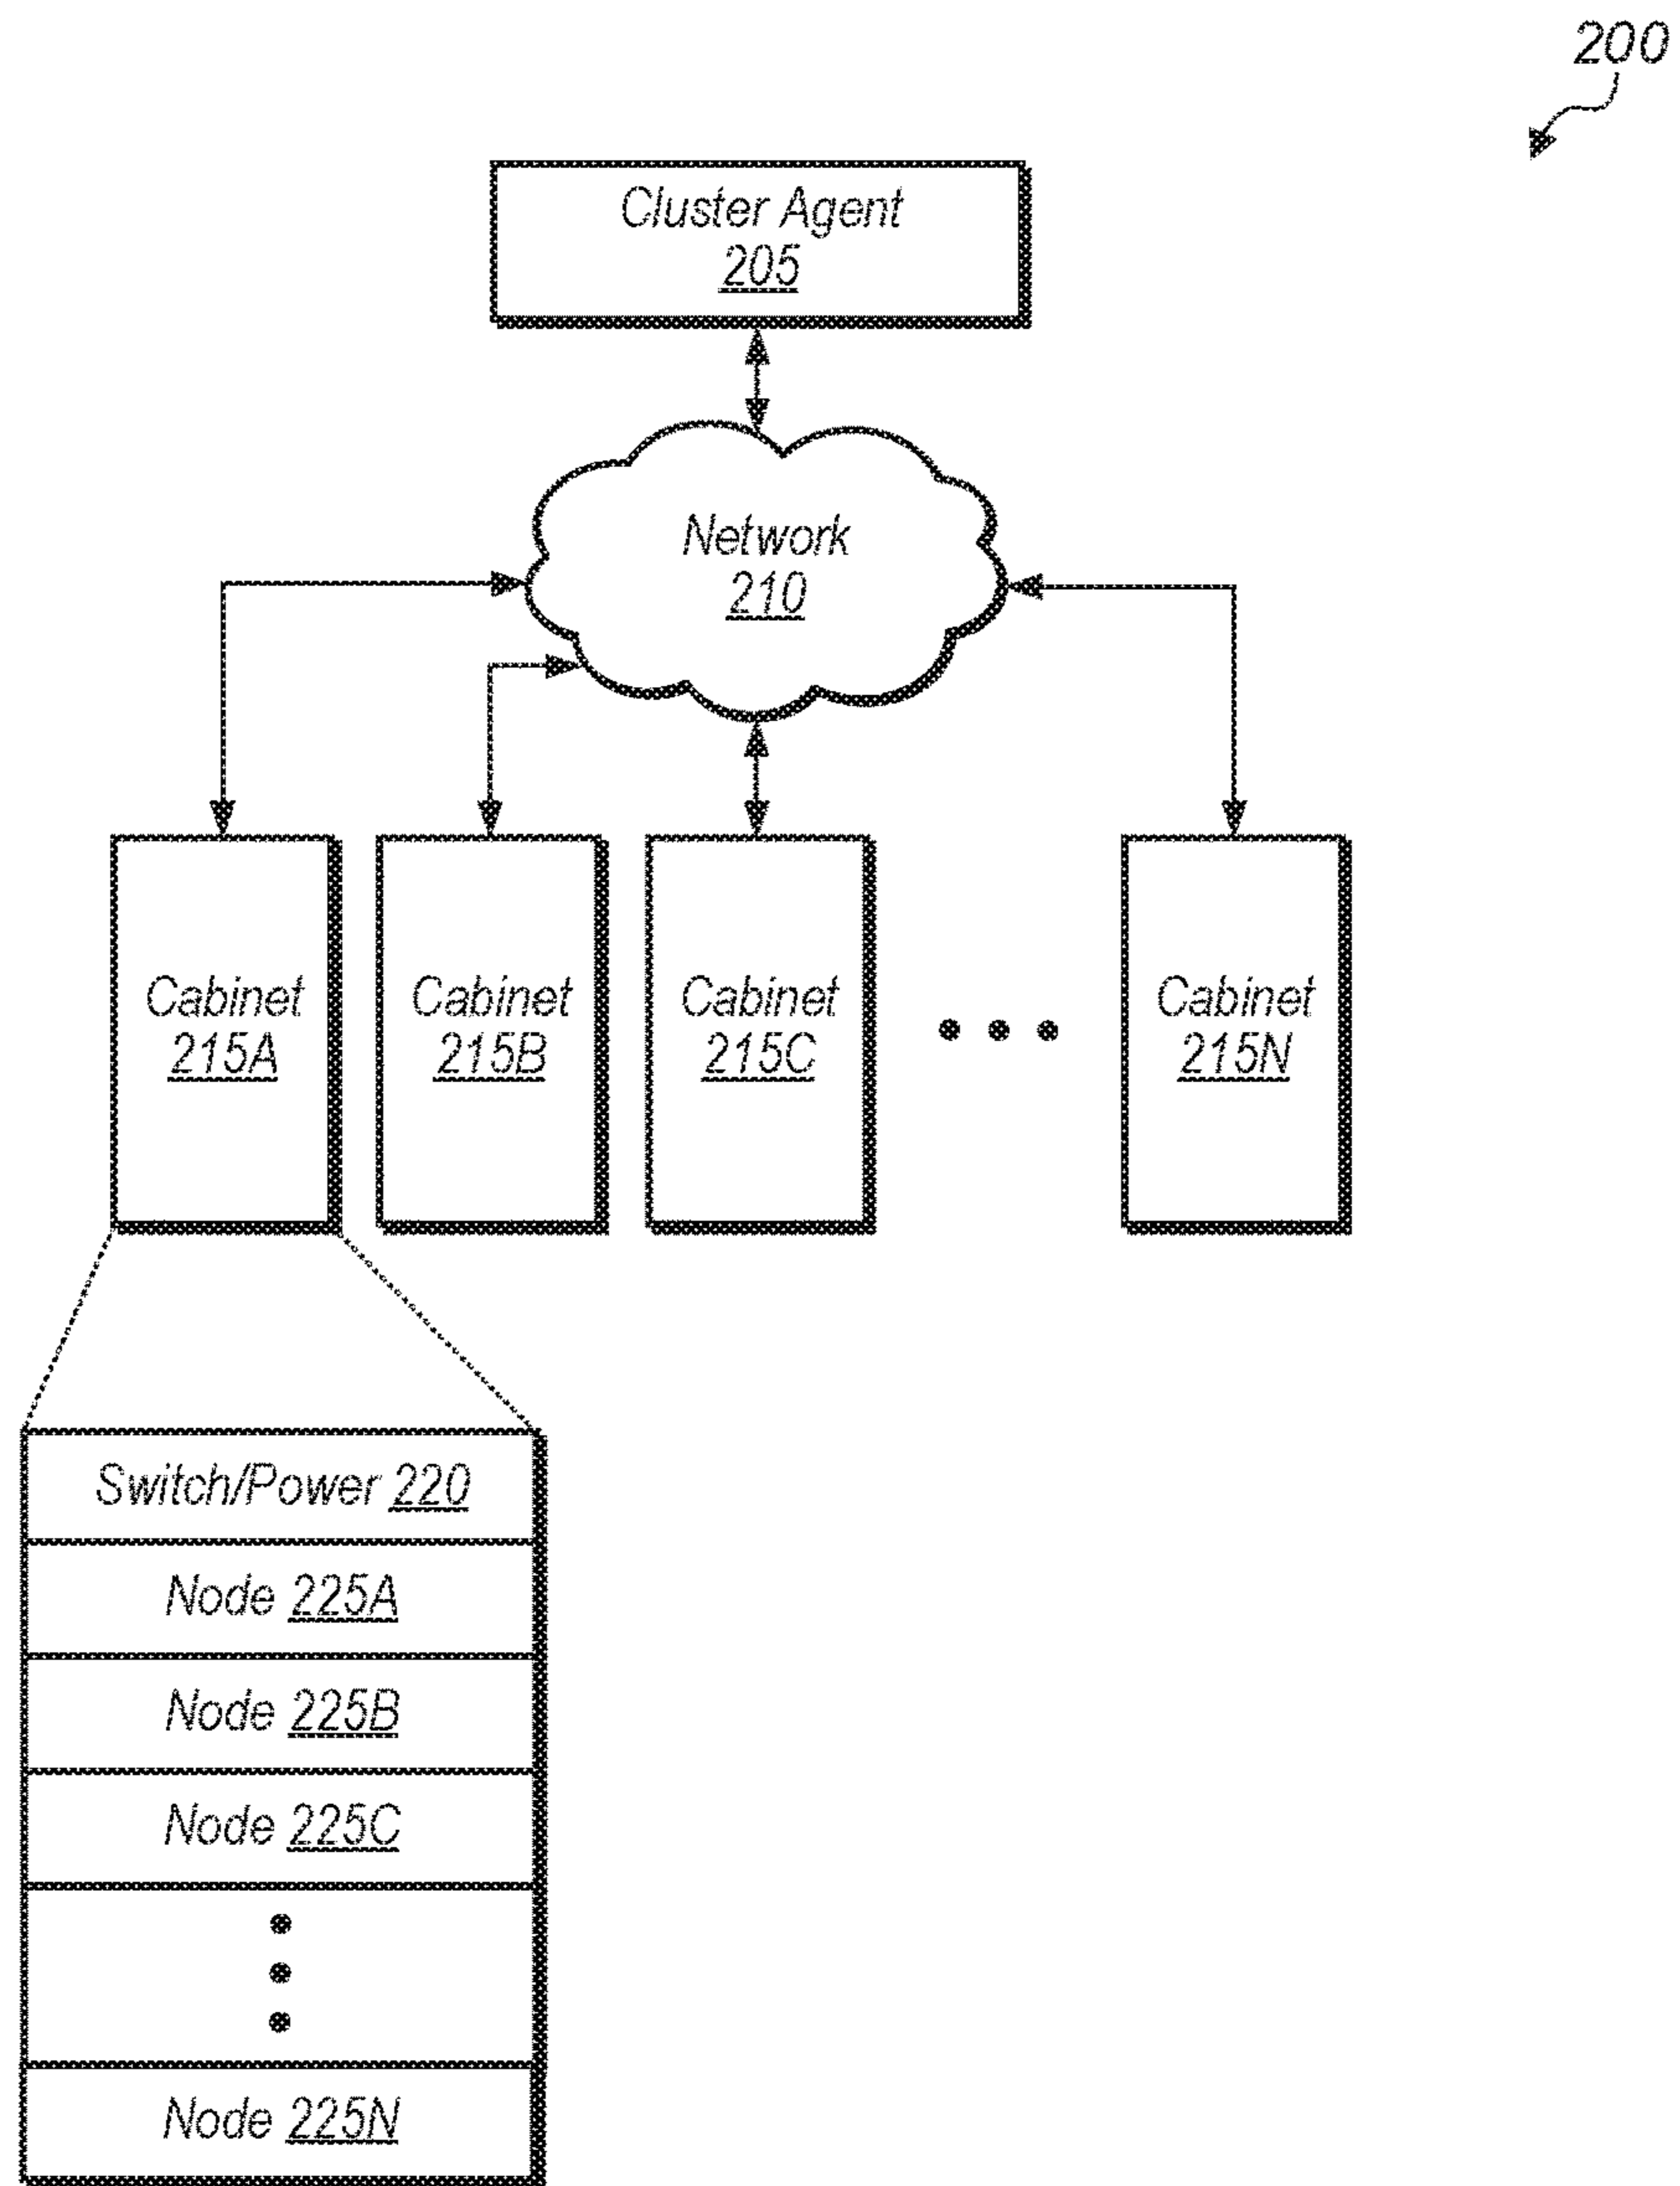 200
Cluster Agent
205
Network
210
Cabinet
215A
Cabinet
215B
Cabinet
215C
Cabinet
215N
Switch/Power 220
Node 225A
Node 225B
Node 225C
Node 225N